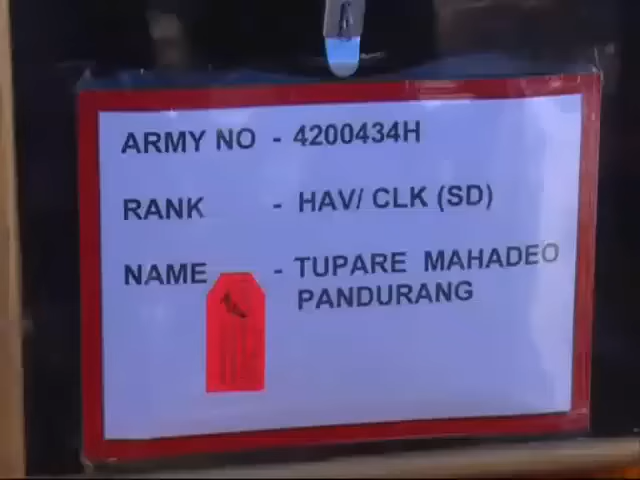 ARMY NO - 4200434H
RANK - HAV/ CLK (SD)
NAME - TUPARE MAHADEO
PANDURANG